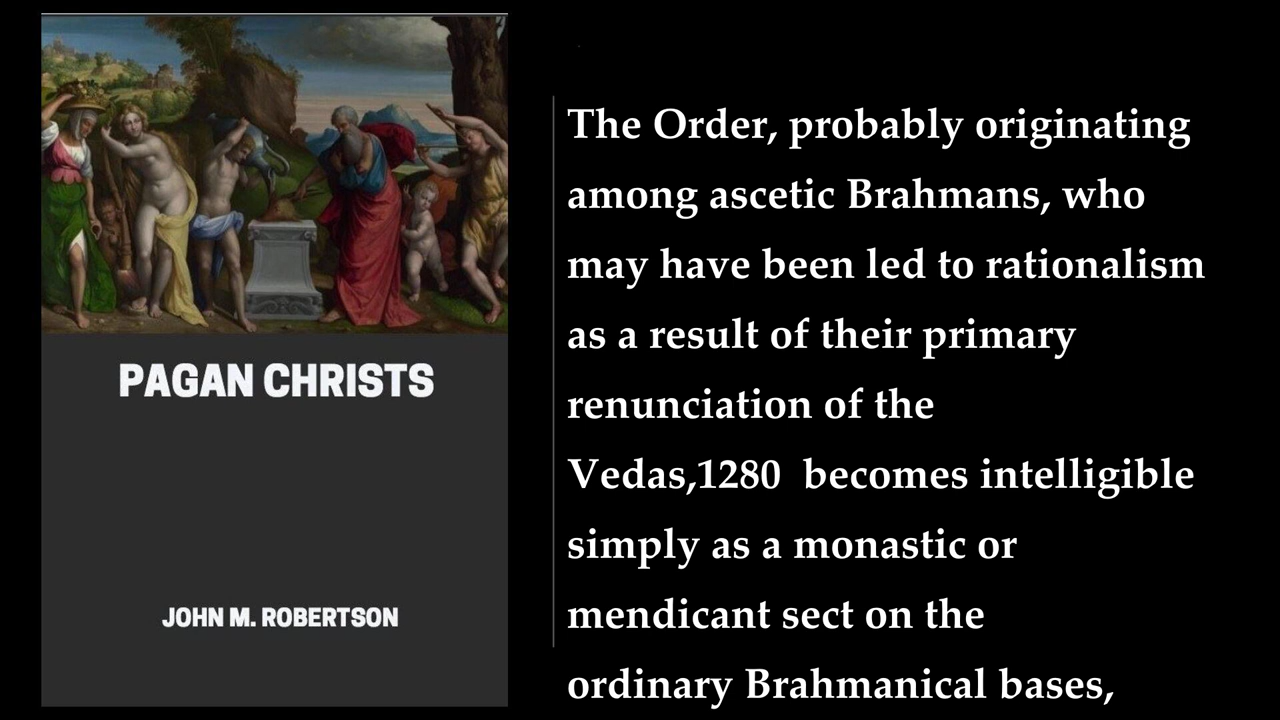 PAGAN CHRISTS
JOHN M. ROBERTSON
The Order, probably originating
among ascetic Brahmans, who
may have been led to rationalism
as a result of their primary
renunciation of the
Vedas,1280  becomes intelligible
simply as a monastic or
mendicant sect on the
ordinary Brahmanical bases,